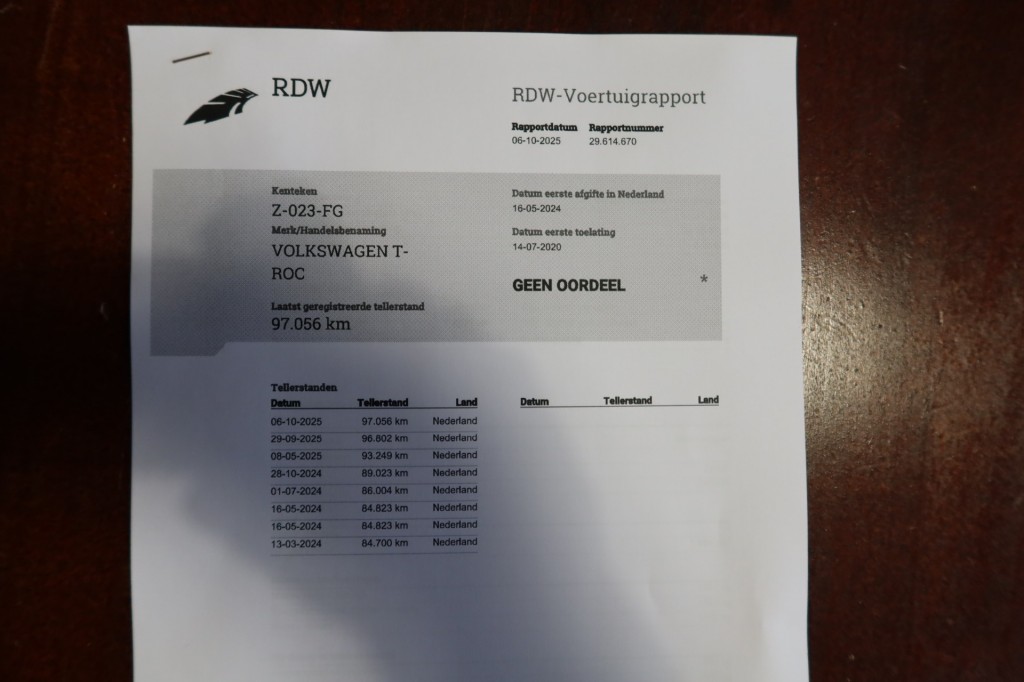 RDW
RDW-Voertuigrapport
Rapportdatum Rapportnummer
06-10-2025 29.614.670
Kenteken
Z-023-FG
Merk/Handelsbenaming
VOLKSWAGEN T-
ROC
Laatst geregistreerde tellerstand
97.056 km
Datum eerste afgifte in Nederland
16-05-2024
Datum eerste toelating
14-07-2020
GEEN OORDEEL *
Tellerstanden
Datum Tellerstand Land
06-10-2025 97.056 km Nederland
29-09-2025 96.602 km Nederland
08-05-2025 93.249 km Nederland
28-10-2024 89.023 km Nederland
01-07-2024 86.004 km Nederland
16-05-2024 84.823 km Nederland
16-05-2024 84.823 km Nederland
13-03-2024 84.700 km Nederland
Datum Tellerstand Land